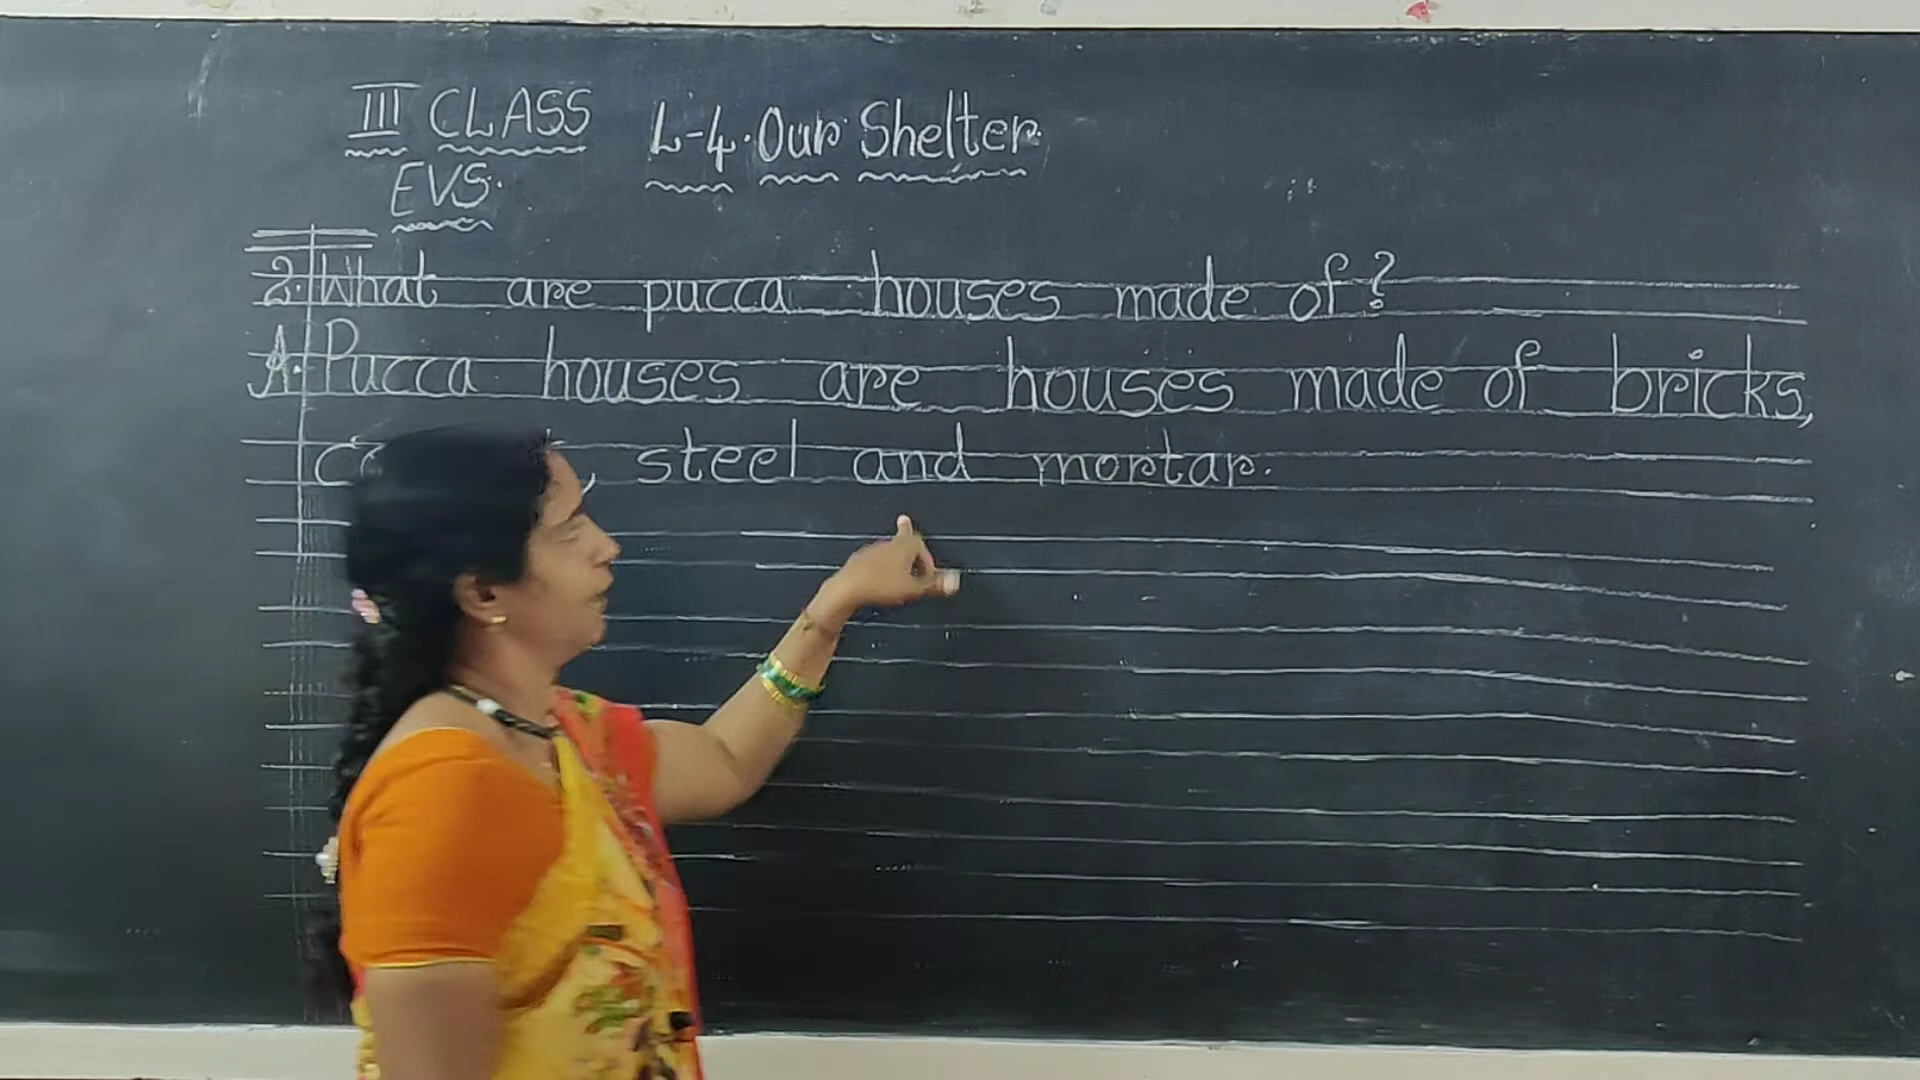 III CLASS L-4. Our Shelter.
EVS.
2. What are pucca houses made of?
A. Pucca houses are houses made of bricks,
steel and mortar.